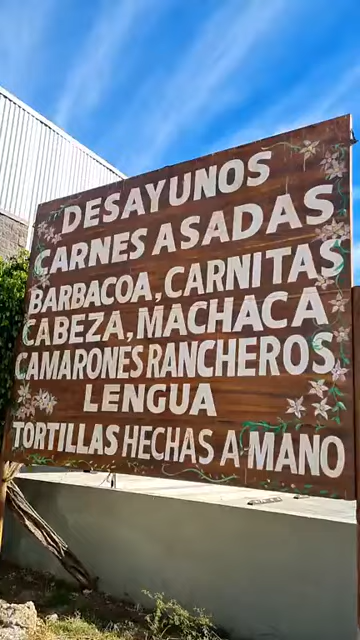 DESAYUNOS
CARNES ASADAS
BARBACOA, CARNITAS
CABEZA, MACHACA
CAMARONES RANCHEROS
LENGUA
TORTILLAS HECHAS A MANO